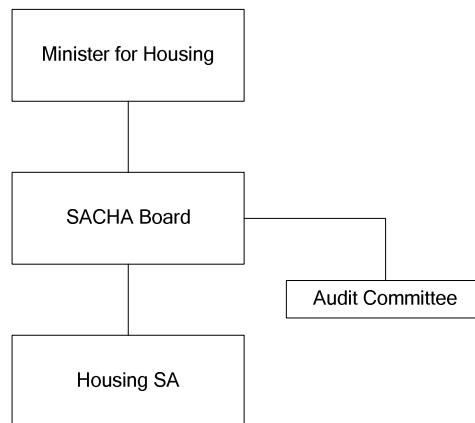 Minister for Housing
SACHA Board
Audit Committee
Housing SA